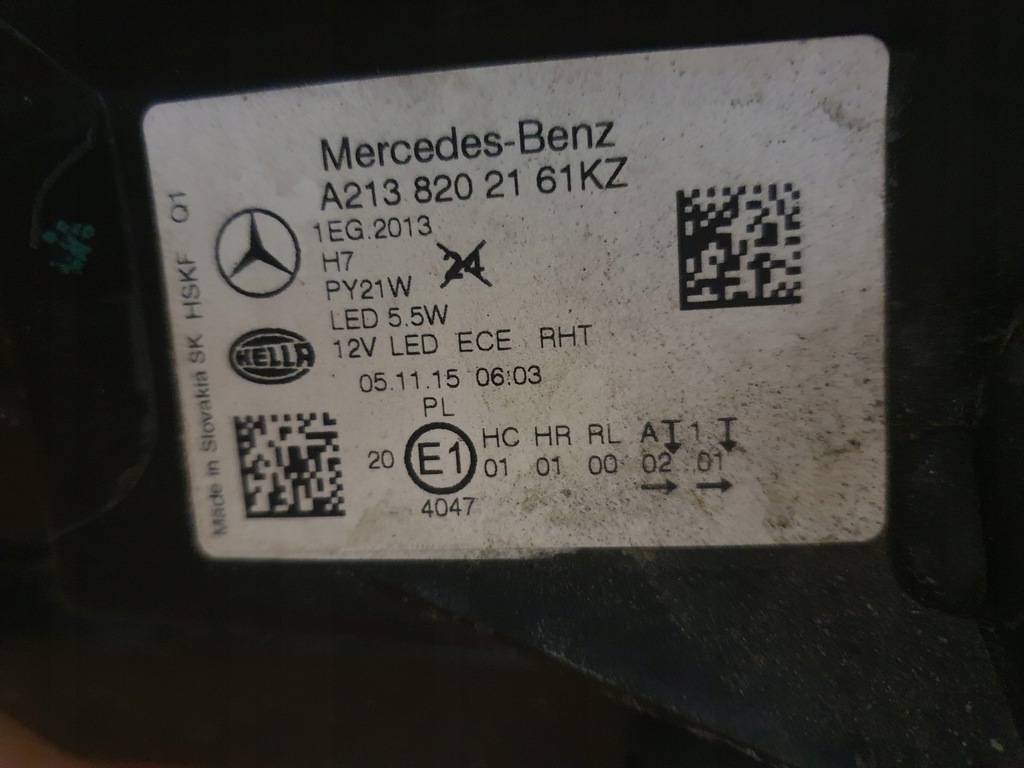 Mercedes-Benz
A213 820 21 61KZ
1EG.2013
H7
24
PY21W
LED 5.5W
12V LED ECE RHT
05.11.15 06:03
PL
20 E1 HC HR RL A 1
01 01 00 02 01
4047
HELLA
Made in Slovakia SK HSKF Q1